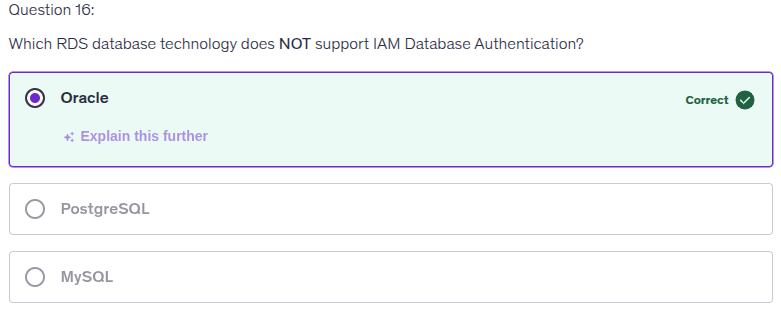 Question 16:
Which RDS database technology does NOT support IAM Database Authentication?
Oracle
Correct
Explain this further
PostgreSQL
MySQL